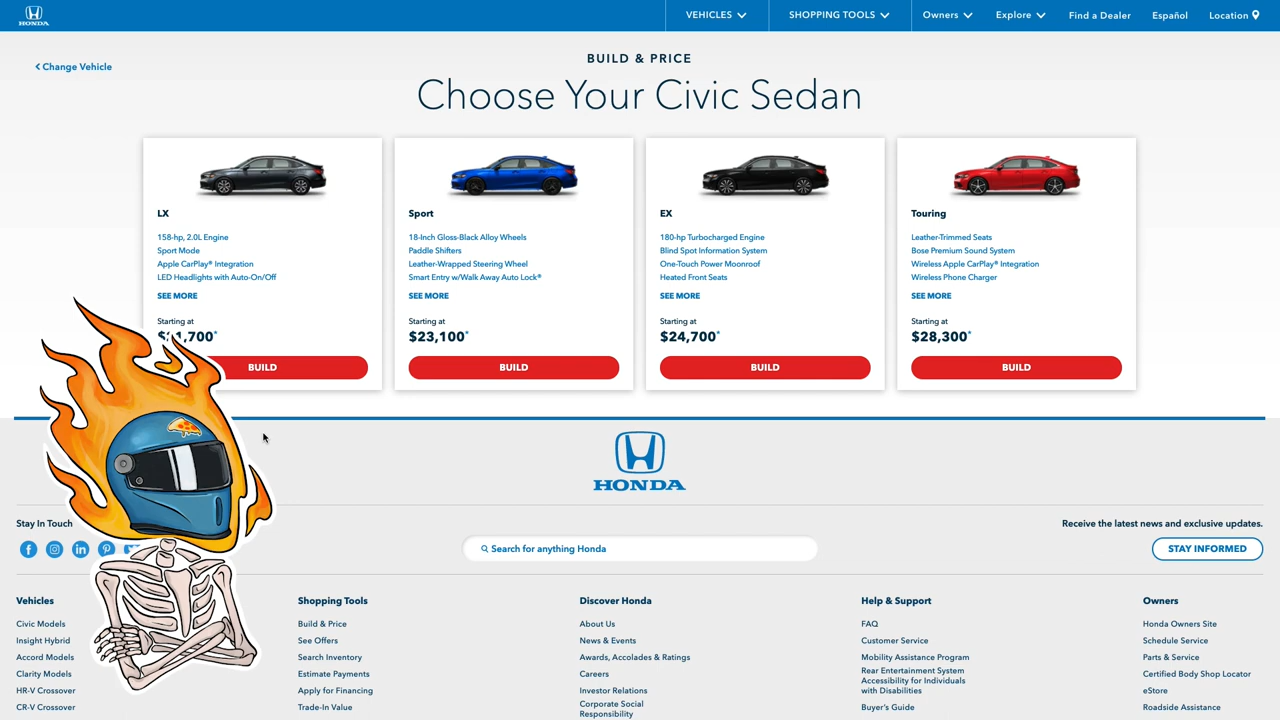 HONDA
VEHICLES
SHOPPING TOOLS
Owners
Explore
Find a Dealer
Español
Location
Change Vehicle
BUILD & PRICE
Choose Your Civic Sedan
LX
158-hp, 2.0L Engine
Sport Mode
Apple CarPlay® Integration
LED Headlights with Auto-On/Off
SEE MORE
Starting at
BUILD
Sport
18-Inch Gloss-Black Alloy Wheels
Paddle Shifters
Leather-Wrapped Steering Wheel
Smart Entry w/Walk Away Auto Lock®
SEE MORE
Starting at
$23,100*
BUILD
EX
180-hp Turbocharged Engine
Blind Spot Information System
One-Touch Power Moonroof
Heated Front Seats
SEE MORE
Starting at
$24,700*
BUILD
Touring
Leather-Trimmed Seats
Bose Premium Sound System
Wireless Apple CarPlay® Integration
Wireless Phone Charger
SEE MORE
Starting at
$28,300*
BUILD
HONDA
Stay In Touch
Search for anything Honda
Receive the latest news and exclusive updates.
STAY INFORMED
Vehicles
Civic Models
Insight Hybrid
Accord Models
Clarity Models
HR-V Crossover
CR-V Crossover
Shopping Tools
Build & Price
See Offers
Search Inventory
Estimate Payments
Apply for Financing
Trade-In Value
Discover Honda
About Us
News & Events
Awards, Accolades & Ratings
Careers
Investor Relations
Corporate Social
Responsibility
Help & Support
FAQ
Customer Service
Mobility Assistance Program
Rear Entertainment System
Accessibility for Individuals
with Disabilities
Buyer's Guide
Owners
Honda Owners Site
Schedule Service
Parts & Service
Certified Body Shop Locator
eStore
Roadside Assistance